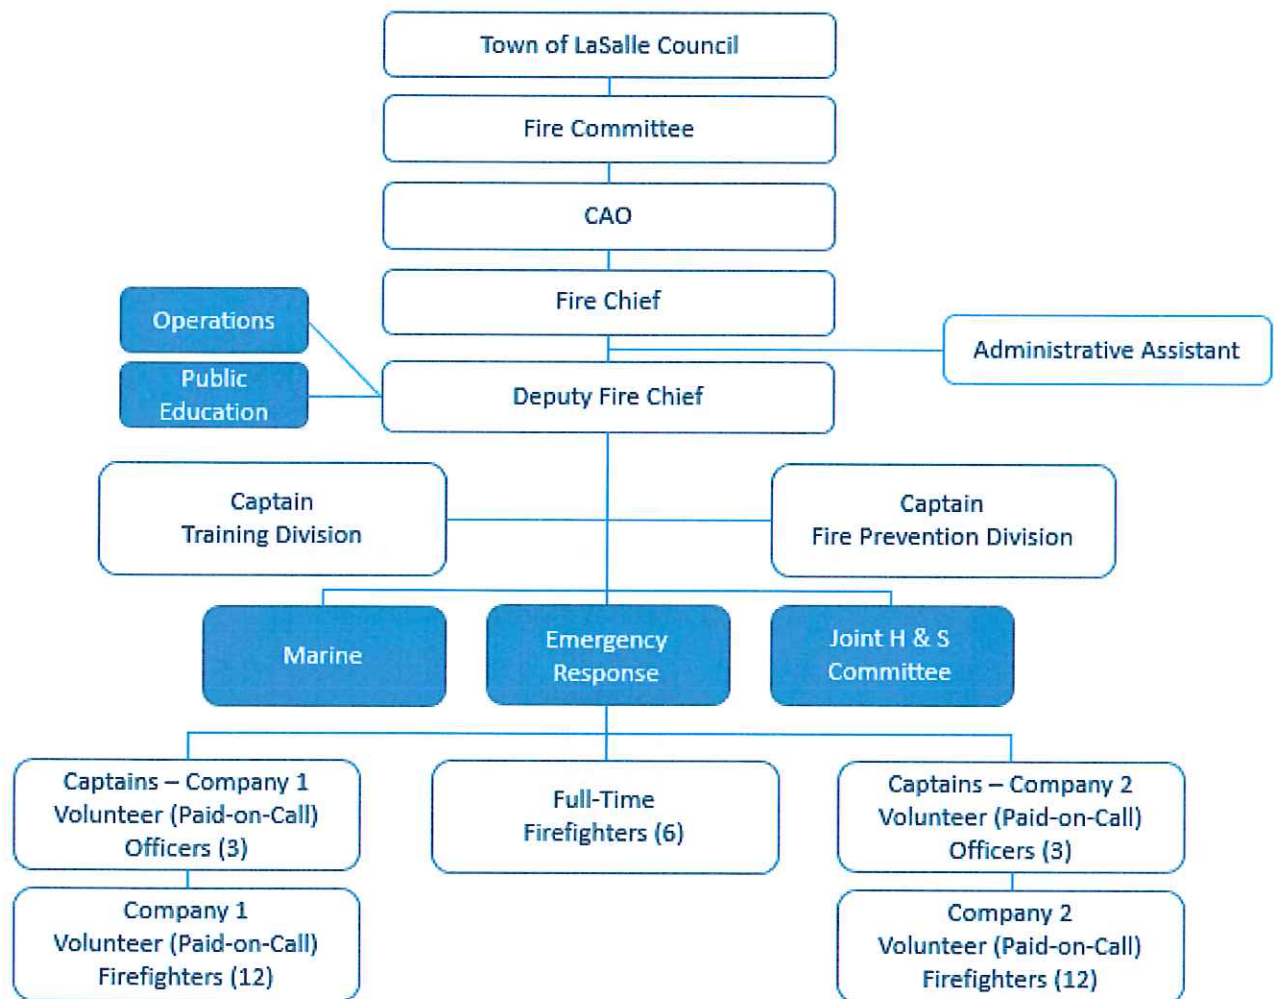 Town of LaSalle Council
Fire Committee
CAO
Fire Chief
Operations
Administrative Assistant
Public
Education
Deputy Fire Chief
Captain
Training Division
Captain
Fire Prevention Division
Marine
Emergency
Response
Joint H & S
Committee
Captains – Company 1
Volunteer (Paid-on-Call)
Officers (3)
Full-Time
Firefighters (6)
Captains – Company 2
Volunteer (Paid-on-Call)
Officers (3)
Company 1
Volunteer (Paid-on-Call)
Firefighters (12)
Company 2
Volunteer (Paid-on-Call)
Firefighters (12)